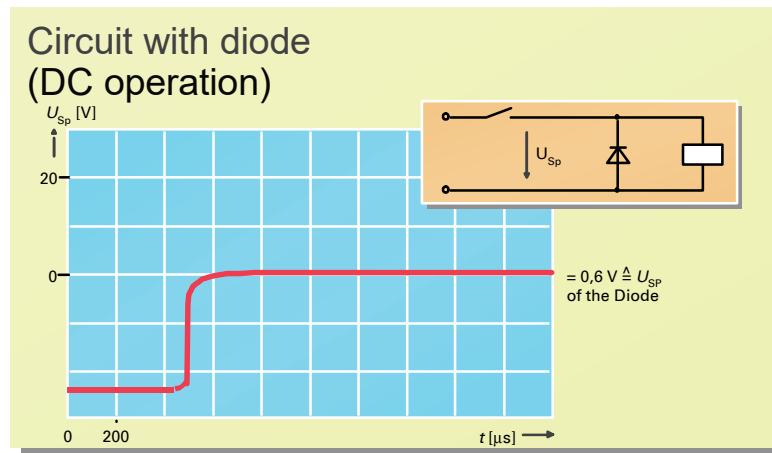 Circuit with diode
(DC operation)
U_Sp [V]
U_Sp
20
0
= 0,6 V ≙ U_SP
of the Diode
0 200 t [µs]